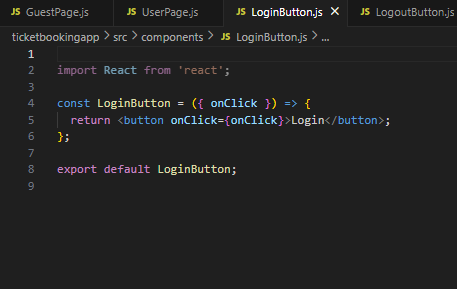 JS GuestPage.js JS UserPage.js JS LoginButton.js × JS LogoutButton.js
ticketbookingapp > src > components > JS LoginButton.js > ...
1
2 import React from 'react';
3
4 const LoginButton = ({ onClick }) => {
5 return <button onClick={onClick}>Login</button>;
6 };
7
8 export default LoginButton;
9